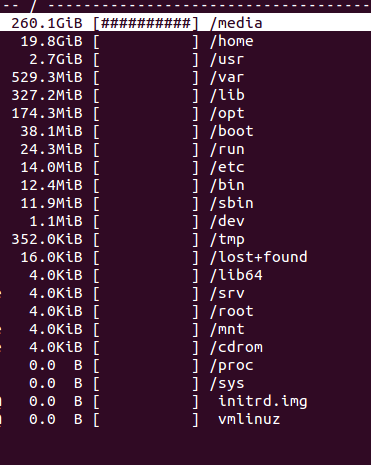 -- / ------------------------------------
260.1GiB [##########] /media
19.8GiB [          ] /home
2.7GiB [          ] /usr
529.3MiB [          ] /var
327.2MiB [          ] /lib
174.3MiB [          ] /opt
38.1MiB [          ] /boot
24.3MiB [          ] /run
14.0MiB [          ] /etc
12.4MiB [          ] /bin
11.9MiB [          ] /sbin
1.1MiB [          ] /dev
352.0KiB [          ] /tmp
16.0KiB [          ] /lost+found
4.0KiB [          ] /lib64
4.0KiB [          ] /srv
4.0KiB [          ] /root
4.0KiB [          ] /mnt
4.0KiB [          ] /cdrom
0.0  B [          ] /proc
0.0  B [          ] /sys
0.0  B [          ]  initrd.img
0.0  B [          ]  vmlinuz